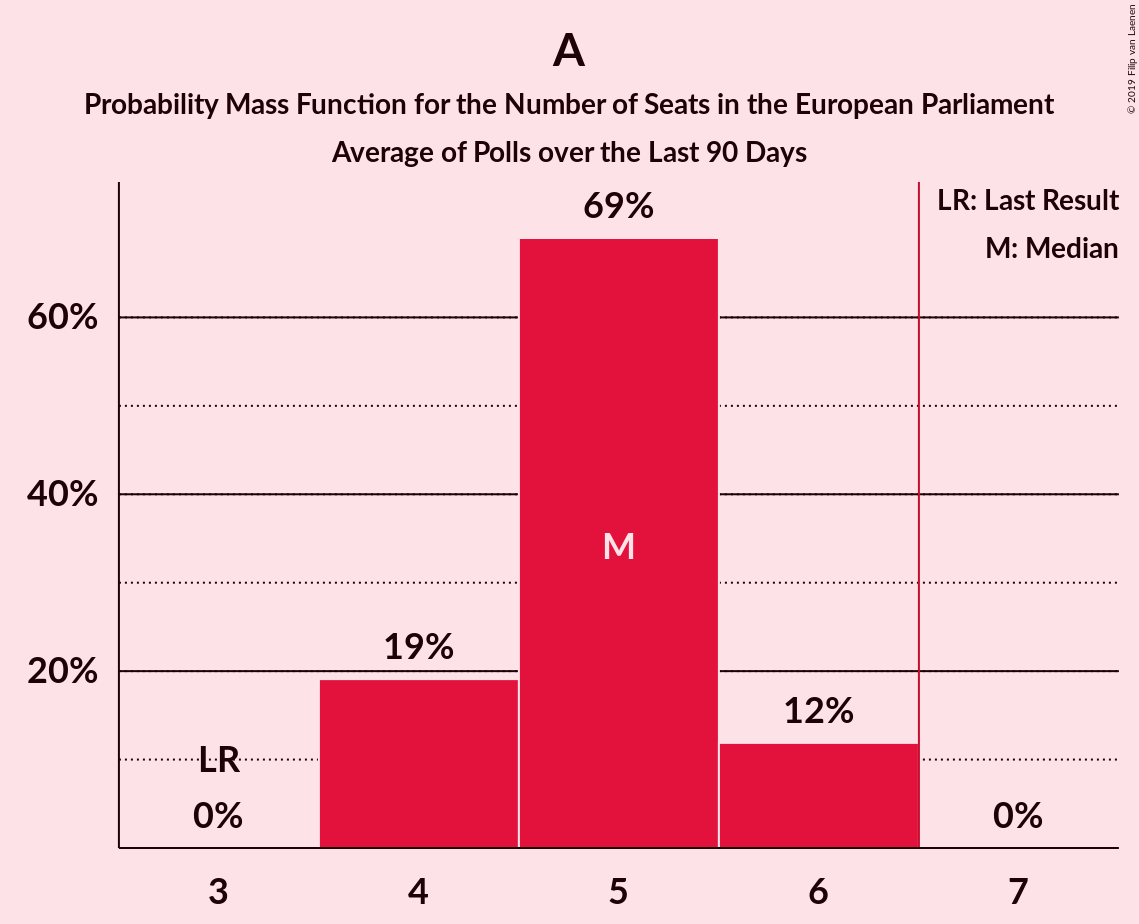 A
Probability Mass Function for the Number of Seats in the European Parliament
Average of Polls over the Last 90 Days
© 2019 Filip van Laenen
LR: Last Result
M: Median
69%
60%
40%
M
19%
20%
12%
LR
0%
0%
3 4 5 6 7